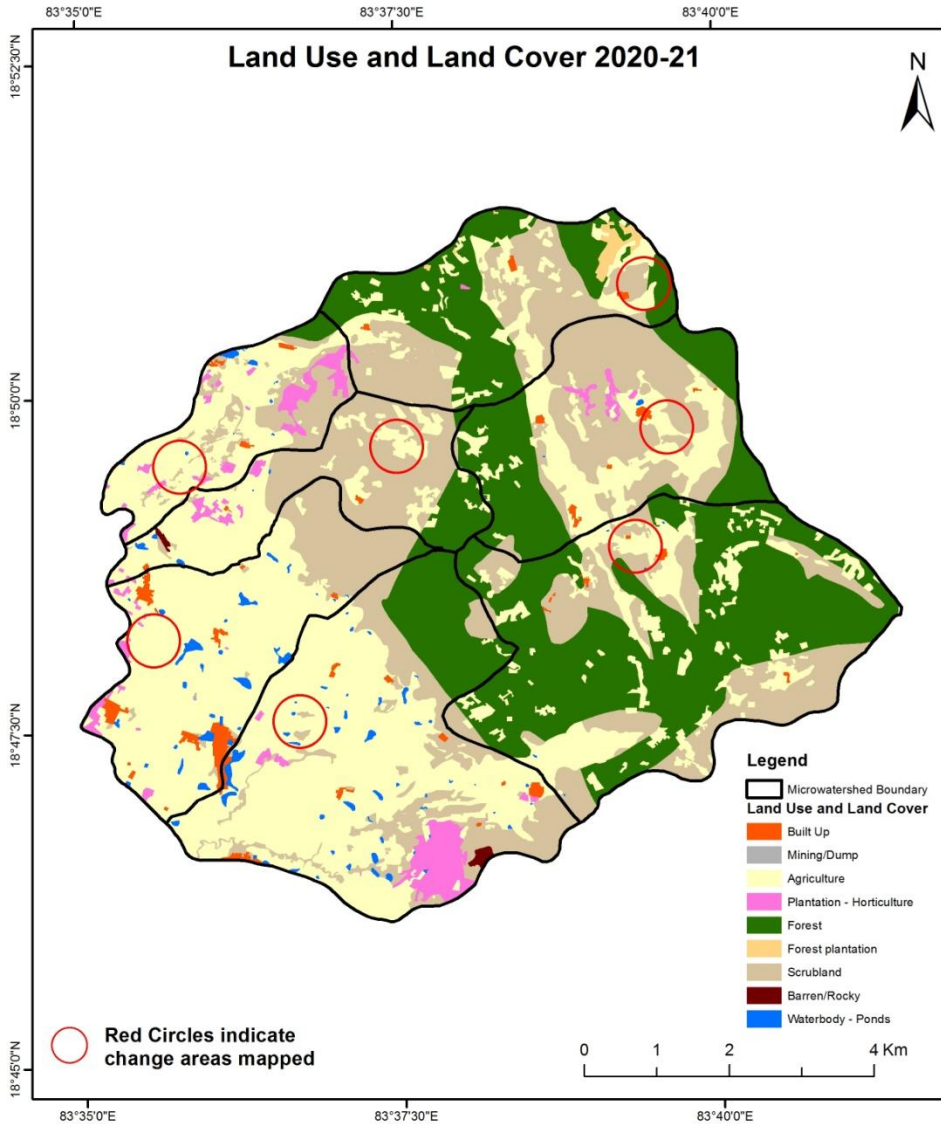 83°35'0"E
83°37'30"E
83°40'0"E
Land Use and Land Cover 2020-21
N
18°52'30"N
18°50'0"N
18°47'30"N
18°45'0"N
Legend
Microwatershed Boundary
Land Use and Land Cover
Built Up
Mining/Dump
Agriculture
Plantation - Horticulture
Forest
Forest plantation
Scrubland
Barren/Rocky
Waterbody - Ponds
Red Circles indicate
change areas mapped
0 1 2 4 Km
83°35'0"E
83°37'30"E
83°40'0"E